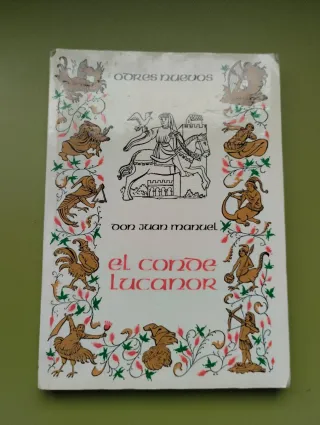 odres nuevos
don juan manuel
el conde
lucanor